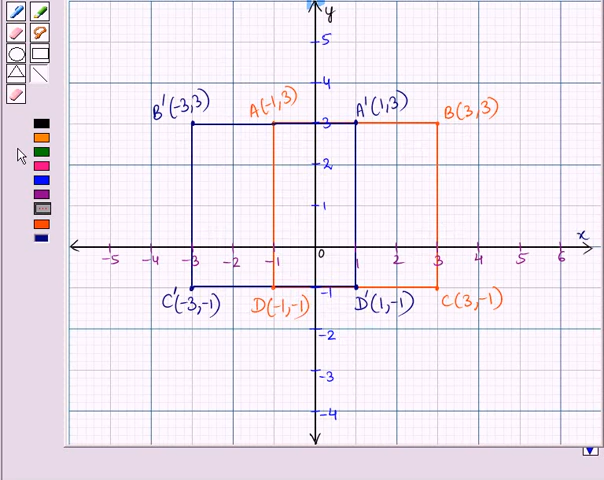 y
5
4
B'(-3,3) A(-1,3) A'(1,3) B(3,3)
3
2
1
x
-5 -4 -3 -2 -1 0 1 2 3 4 5 6
-1
C'(-3,-1) D(-1,-1) D'(1,-1) C(3,-1)
-2
-3
-4